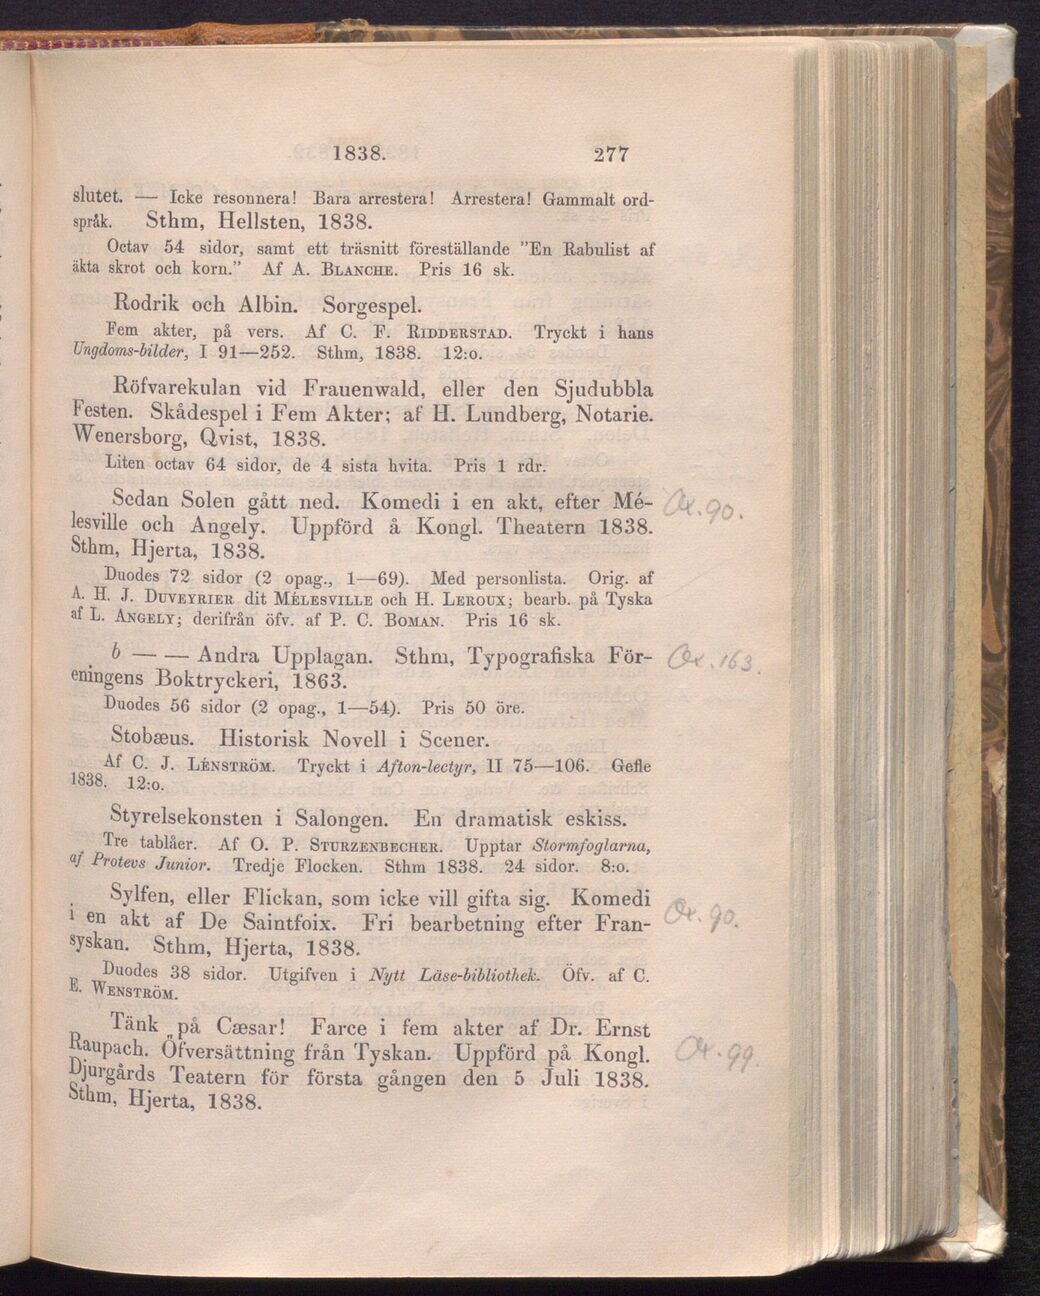 1838. 277
slutet. — Icke resonnera! Bara arrestera! Arrestera! Gammalt ord-
språk. Sthm, Hellsten, 1838.
Octav 54 sidor, samt ett träsnitt föreställande "En Rabulist af
äkta skrot och korn." Af A. BLANCHE. Pris 16 sk.
Rodrik och Albin. Sorgespel.
Fem akter, på vers. Af C. F. RIDDERSTAD. Tryckt i hans
Ungdoms-bilder, I 91—252. Sthm, 1838. 12:o.
Röfvarekulan vid Frauenwald, eller den Sjudubbla
Festen. Skådespel i Fem Akter; af H. Lundberg, Notarie.
Wenersborg, Qvist, 1838.
Liten octav 64 sidor, de 4 sista hvita. Pris 1 rdr.
Sedan Solen gått ned. Komedi i en akt, efter Mé- Ox. 90.
lesville och Angely. Uppförd å Kongl. Theatern 1838.
Sthm, Hjerta, 1838.
Duodes 72 sidor (2 opag., 1—69). Med personlista. Orig. af
A. H. J. DUVEYRIER dit MÉLESVILLE och H. LEROUX; bearb. på Tyska
af L. ANGELY; derifrån öfv. af P. C. BOMAN. Pris 16 sk.
b — — Andra Upplagan. Sthm, Typografiska För- Ox. 163.
eningens Boktryckeri, 1863.
Duodes 56 sidor (2 opag., 1—54). Pris 50 öre.
Stobæus. Historisk Novell i Scener.
Af C. J. LÉNSTRÖM. Tryckt i Afton-lectyr, II 75—106. Gefle
1838. 12:o.
Styrelsekonsten i Salongen. En dramatisk eskiss.
Tre tablåer. Af O. P. STURZENBECHER. Upptar Stormfoglarna,
af Protevs Junior. Tredje Flocken. Sthm 1838. 24 sidor. 8:o.
Sylfen, eller Flickan, som icke vill gifta sig. Komedi
i en akt af De Saintfoix. Fri bearbetning efter Fran- Ox. 90.
syskan. Sthm, Hjerta, 1838.
Duodes 38 sidor. Utgifven i Nytt Läse-bibliothek. Öfv. af C.
E. WENSTRÖM.
Tänk på Cæsar! Farce i fem akter af Dr. Ernst
Raupach. Öfversättning från Tyskan. Uppförd på Kongl. Ox. 99.
Djurgårds Teatern för första gången den 5 Juli 1838.
Sthm, Hjerta, 1838.